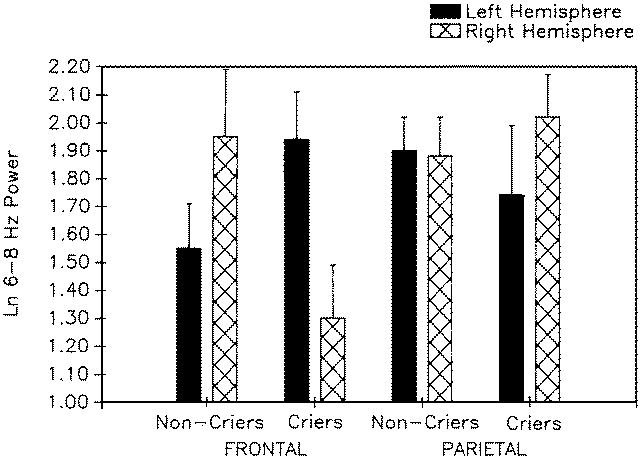 Left Hemisphere
Right Hemisphere
Ln 6-8 Hz Power
2.20
2.10
2.00
1.90
1.80
1.70
1.60
1.50
1.40
1.30
1.20
1.10
1.00
Non-Criers Criers Non-Criers Criers
FRONTAL PARIETAL